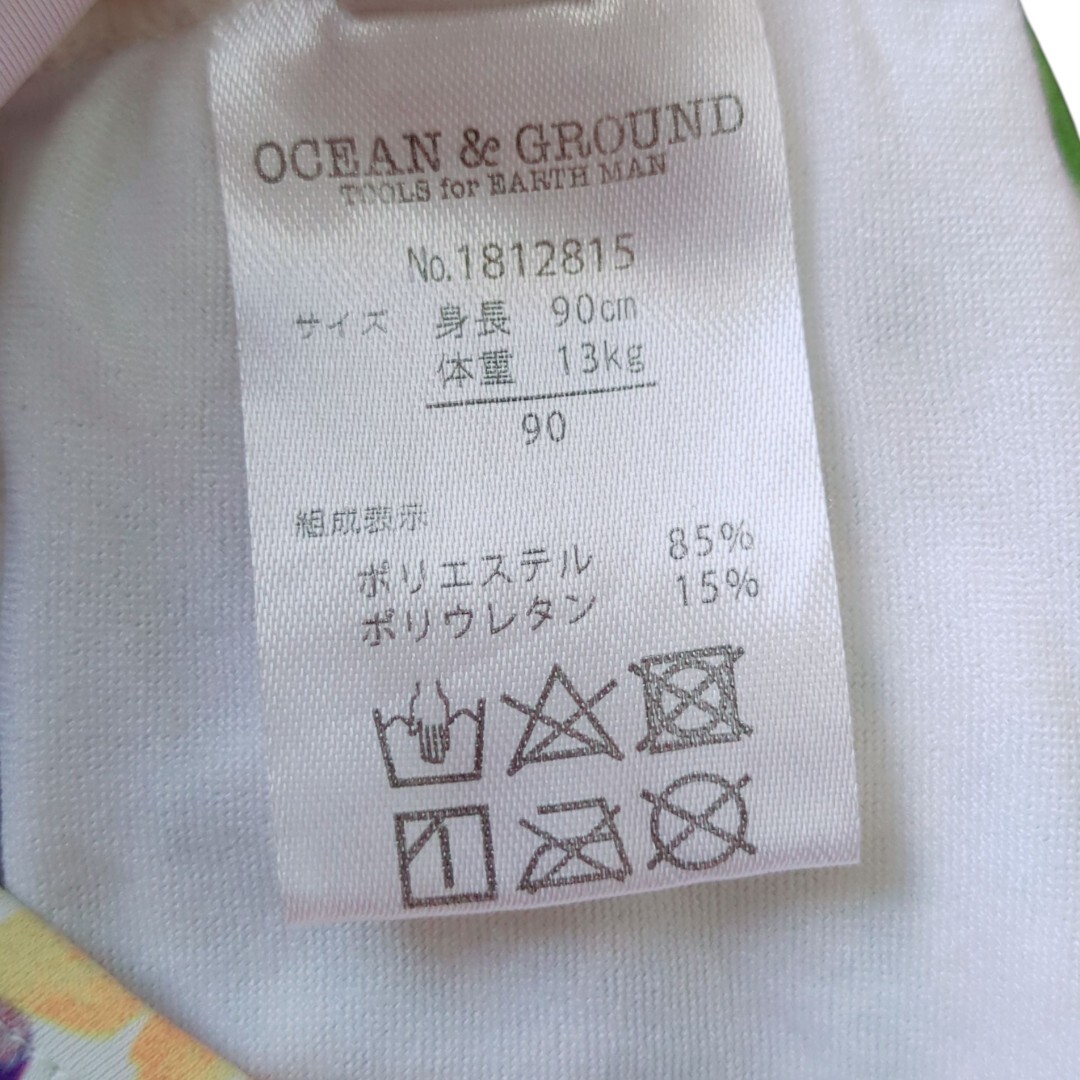 OCEAN & GROUND
TOOLS for EARTH MAN
No.1812815
サイズ 身長 90cm
体重 13kg
90
組成表示
ポリエステル 85%
ポリウレタン 15%